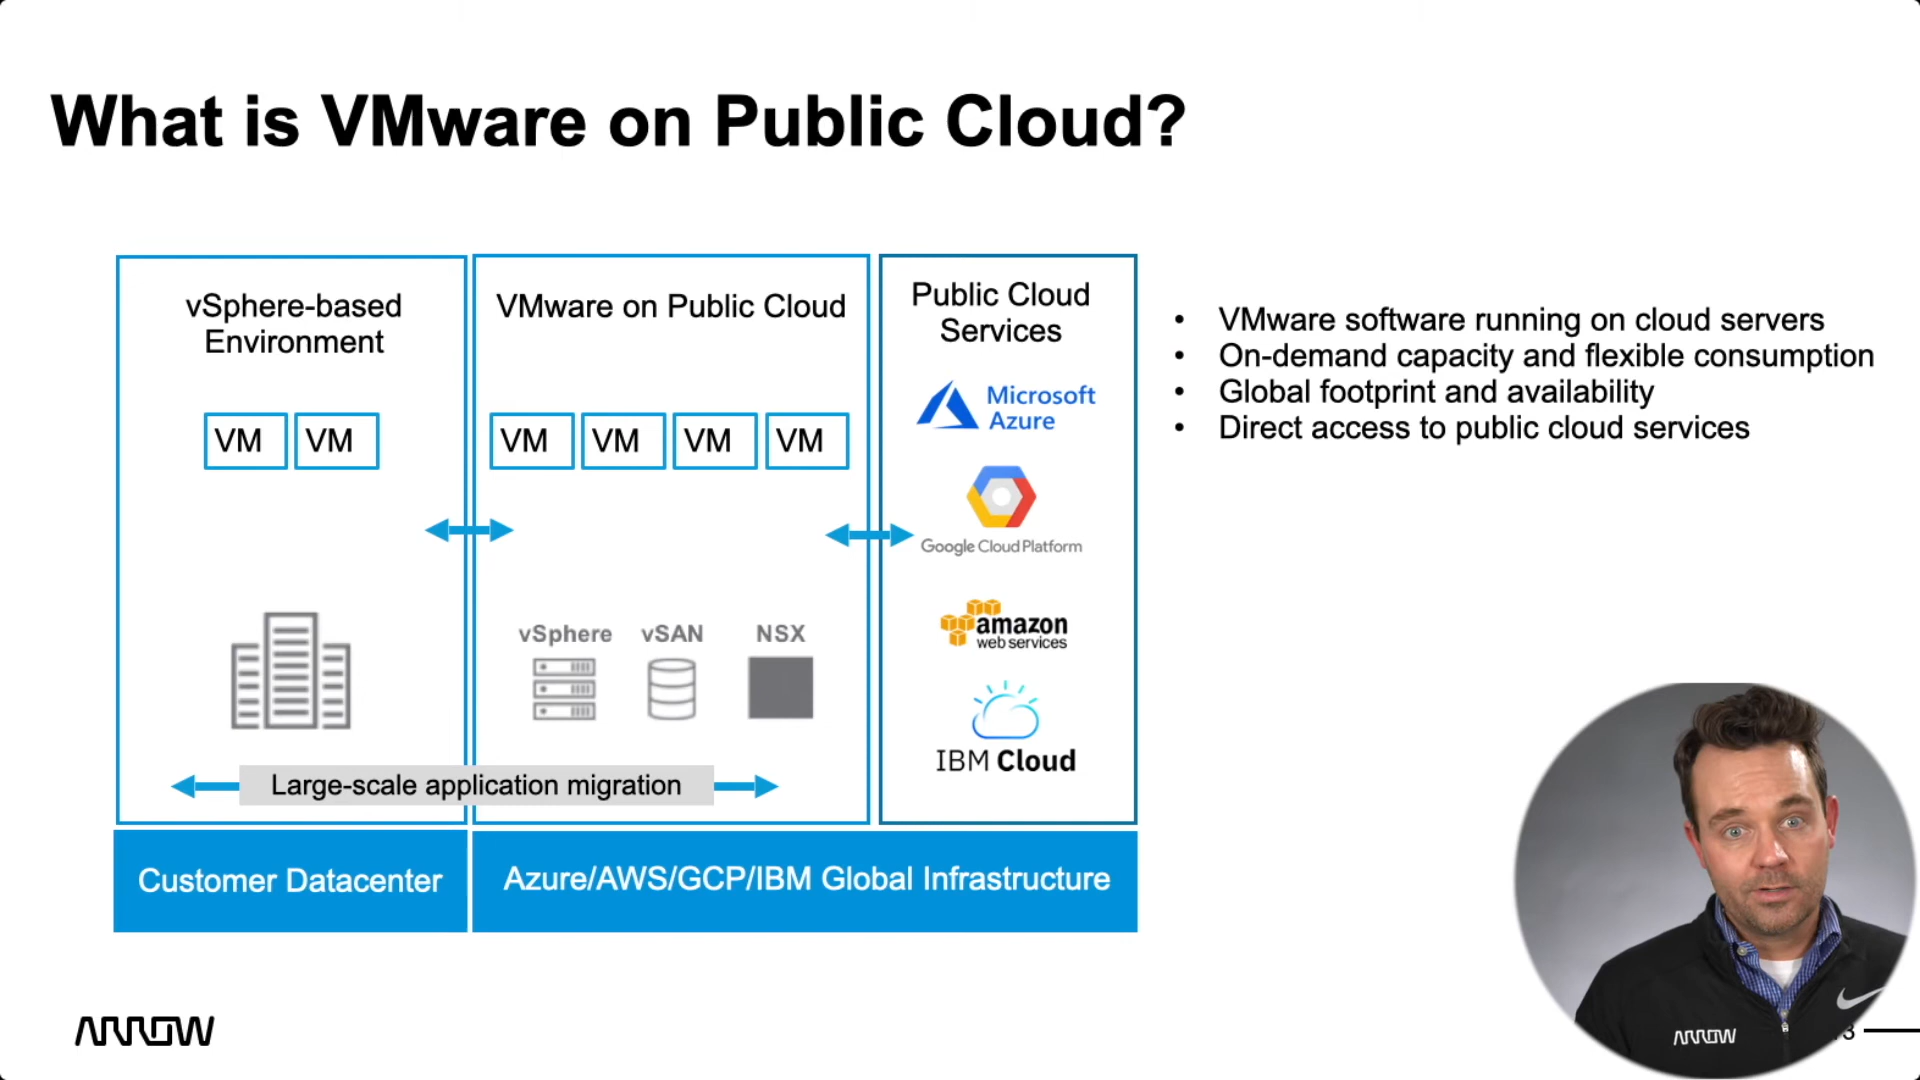 What is VMware on Public Cloud?
vSphere-based
Environment
VM VM
VMware on Public Cloud
VM VM VM VM
vSphere vSAN NSX
Large-scale application migration
Public Cloud
Services
Microsoft
Azure
Google Cloud Platform
amazon
web services
IBM Cloud
Customer Datacenter
Azure/AWS/GCP/IBM Global Infrastructure
• VMware software running on cloud servers
• On-demand capacity and flexible consumption
• Global footprint and availability
• Direct access to public cloud services
ARROW
ARROW